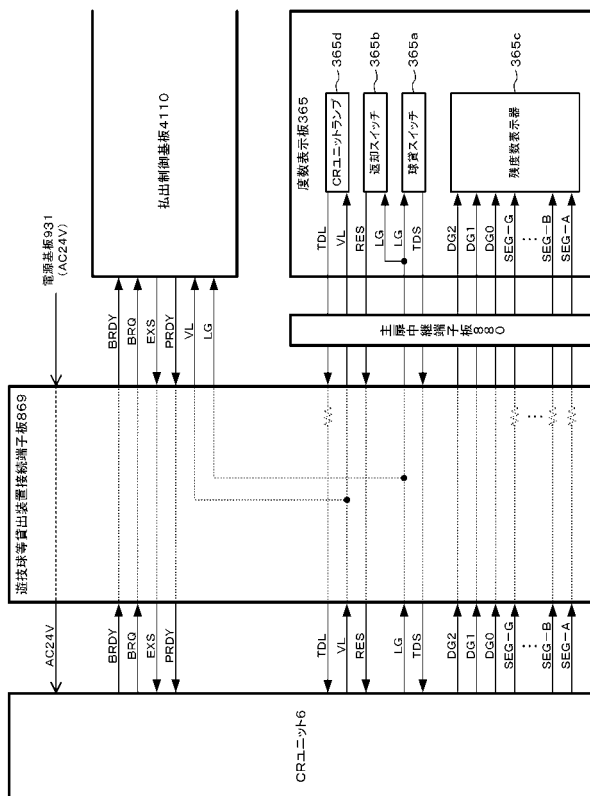 電源基板931
(AC24V)
払出制御基板4110
度数表示板365
CRユニットランプ
365d
返却スイッチ
365b
球貸スイッチ
365a
残度数表示器
365c
BRDY
BRQ
EXS
PRDY
VL
LG
TDL
VL
RES
LG
LG
TDS
DG2
DG1
DG0
SEG-G
⋮
SEG-B
SEG-A
主扉中継端子板880
遊技球等貸出装置接続端子板869
AC24V
BRDY
BRQ
EXS
PRDY
TDL
VL
RES
LG
TDS
DG2
DG1
DG0
SEG-G
⋮
SEG-B
SEG-A
CRユニット6